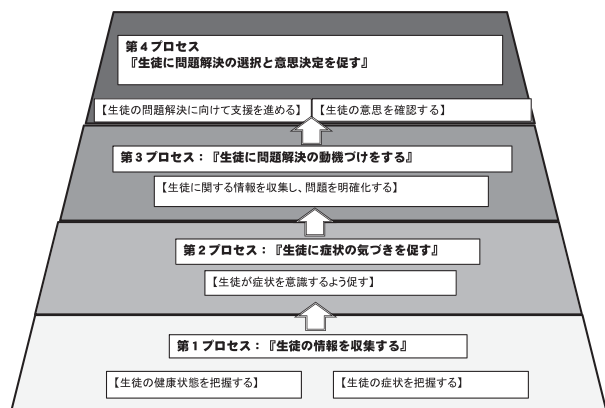 第4プロセス
『生徒に問題解決の選択と意思決定を促す』
【生徒の問題解決に向けて支援を進める】
【生徒の意思を確認する】
第3プロセス：『生徒に問題解決の動機づけをする』
【生徒に関する情報を収集し、問題を明確化する】
第2プロセス：『生徒に症状の気づきを促す』
【生徒が症状を意識するよう促す】
第1プロセス：『生徒の情報を収集する』
【生徒の健康状態を把握する】
【生徒の症状を把握する】